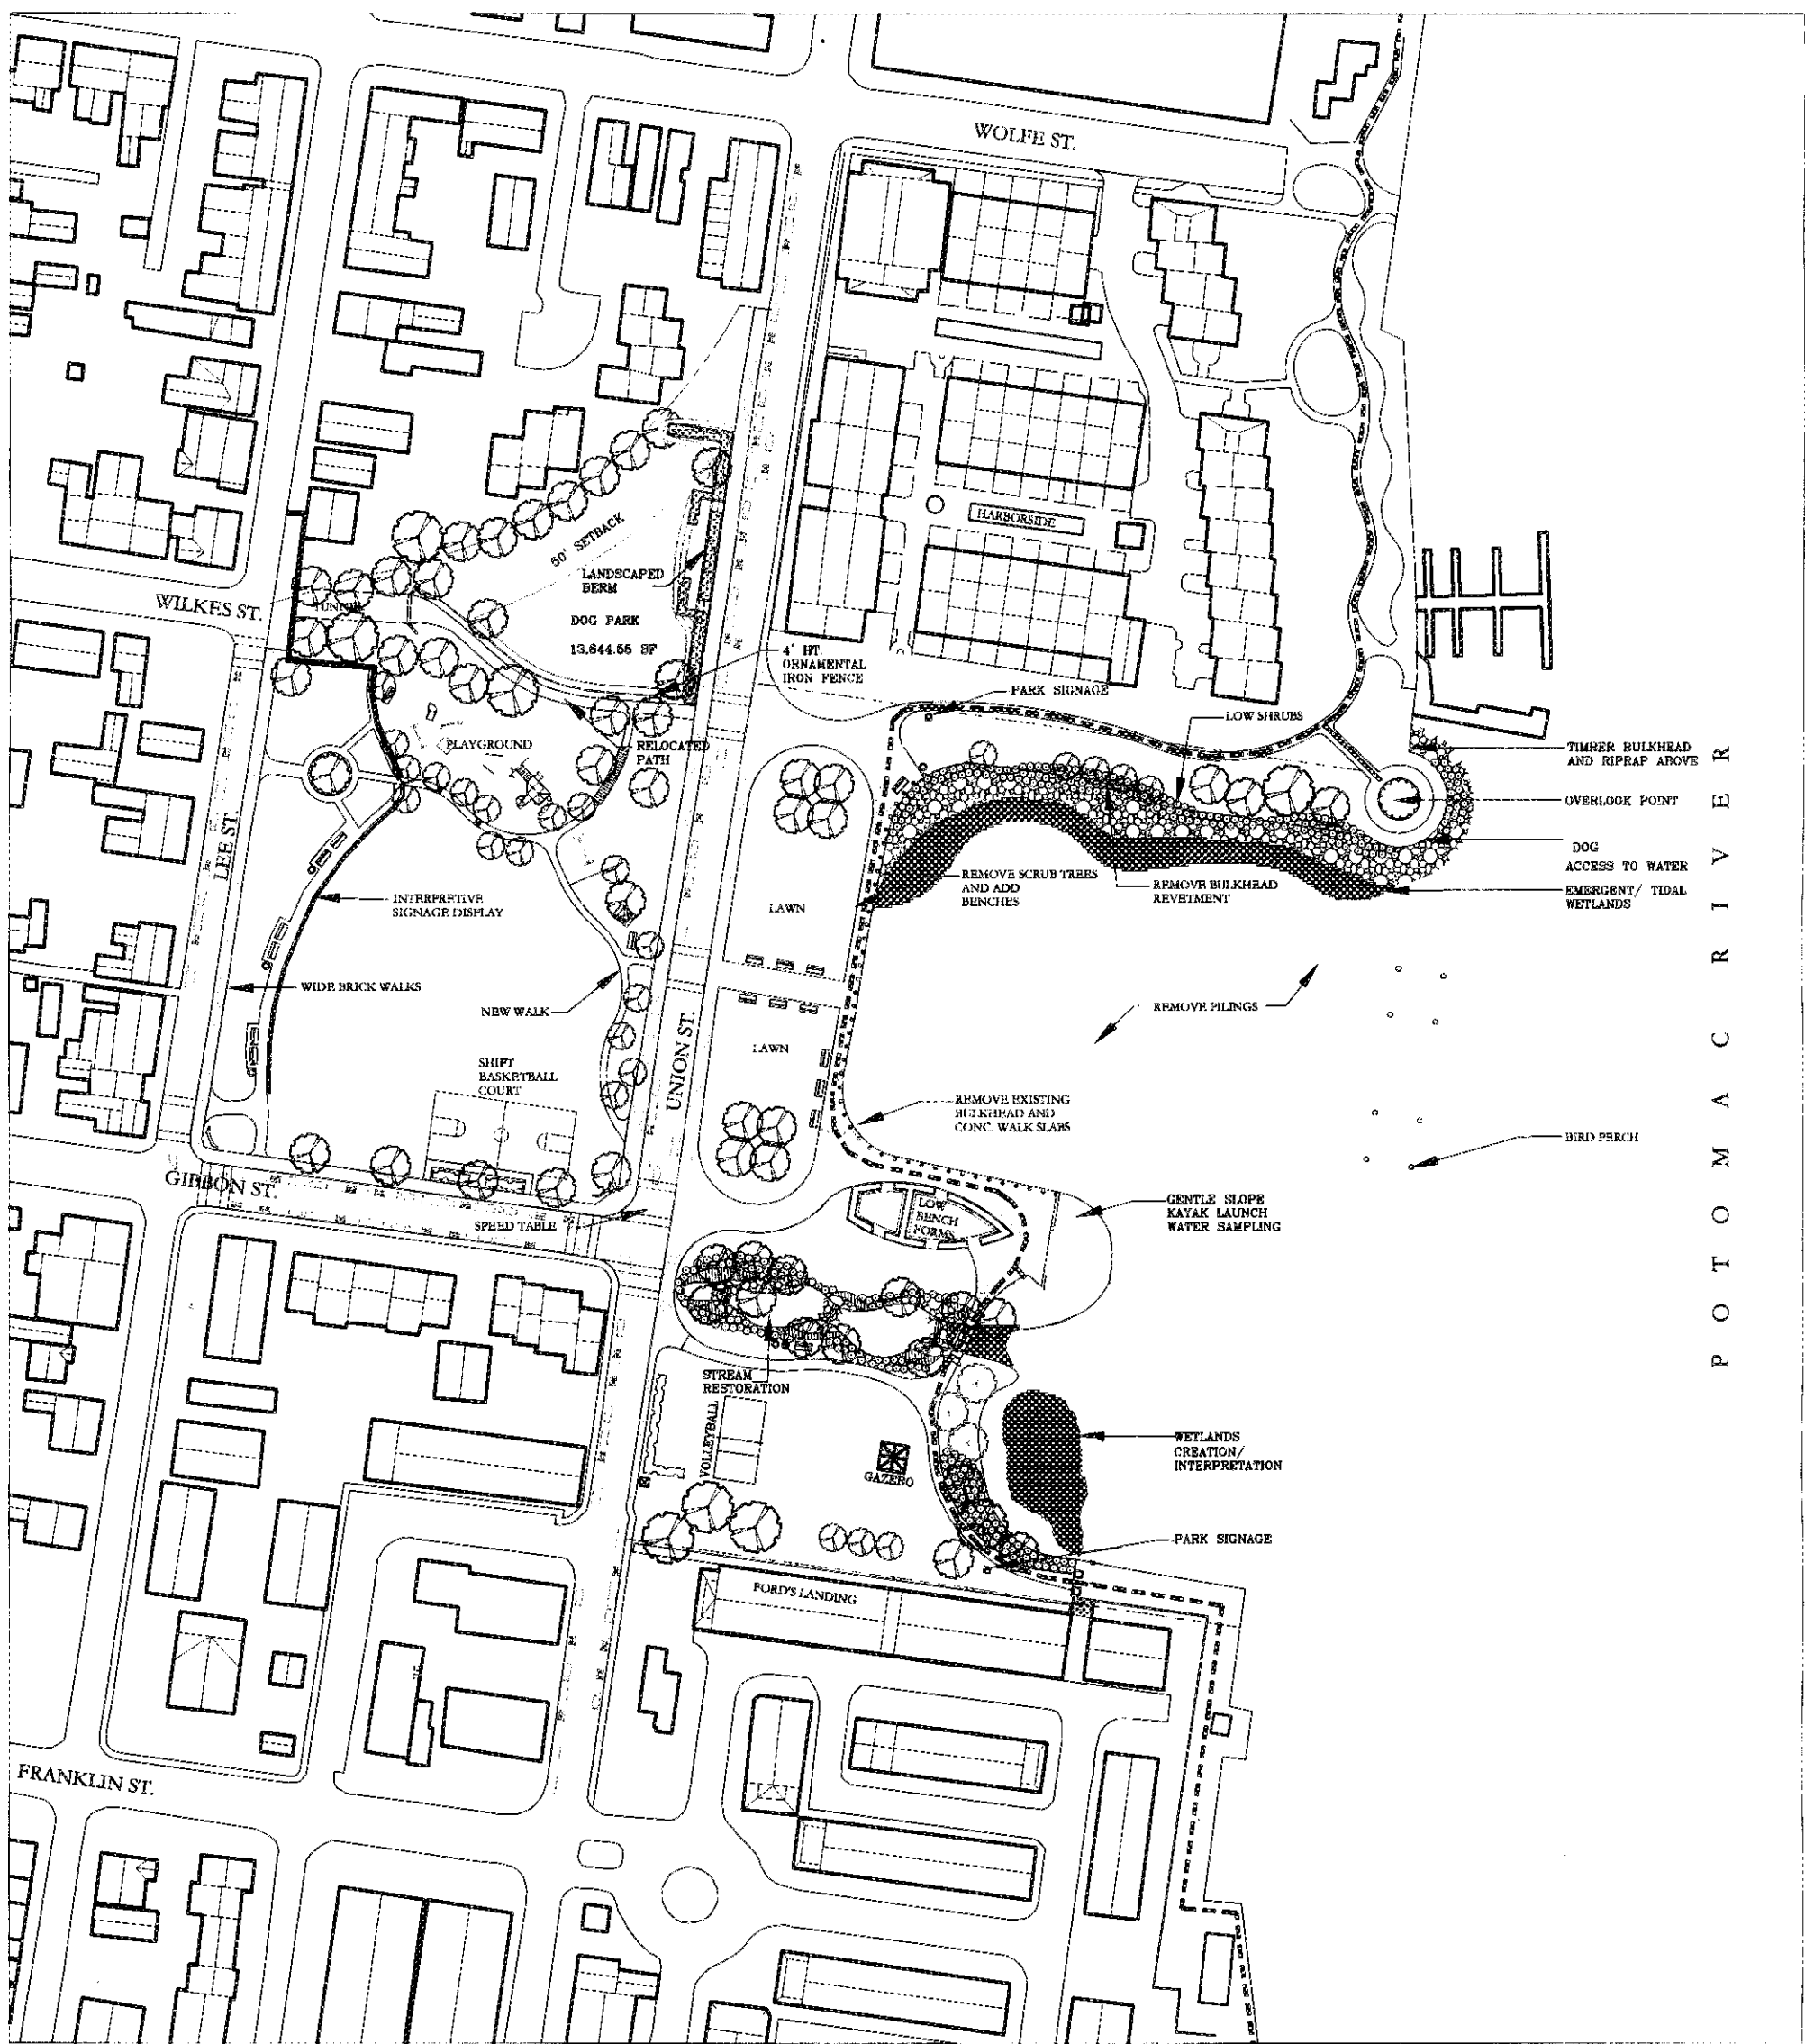 WOLFE ST.
HARBORSIDE
50' SETBACK
LANDSCAPED
BERM
WILKES ST.
TUNNEL
DOG PARK
13,644.55 SF
4' HT.
ORNAMENTAL
IRON FENCE
PARK SIGNAGE
LOW SHRUBS
PLAYGROUND
RELOCATED
PATH
TIMBER BULKHEAD
AND RIPRAP ABOVE
OVERLOOK POINT
DOG
ACCESS TO WATER
EMERGENT/ TIDAL
WETLANDS
LEE ST.
INTERPRETIVE
SIGNAGE DISPLAY
LAWN
REMOVE SCRUB TREES
AND ADD
BENCHES
REMOVE BULKHEAD
REVETMENT
POTOMAC RIVER
WIDE BRICK WALKS
NEW WALK
REMOVE PILINGS
UNION ST.
LAWN
SHIFT
BASKETBALL
COURT
REMOVE EXISTING
BULKHEAD AND
CONC. WALK SLABS
BIRD PERCH
GIBBON ST.
SPEED TABLE
LOW
BENCH
FORMS
GENTLE SLOPE
KAYAK LAUNCH
WATER SAMPLING
STREAM
RESTORATION
VOLLEYBALL
GAZEBO
WETLANDS
CREATION/
INTERPRETATION
PARK SIGNAGE
FORD'S LANDING
FRANKLIN ST.